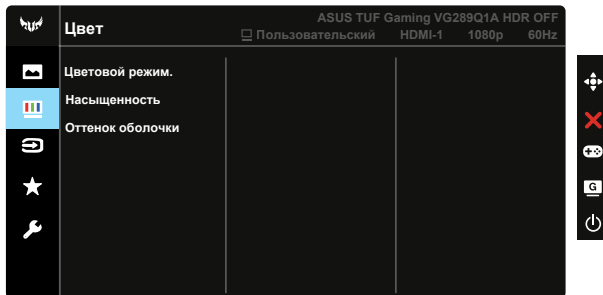 ASUS TUF Gaming VG289Q1A HDR OFF
Цвет
Пользовательский HDMI-1 1080p 60Hz
Цветовой режим.
Насыщенность
Оттенок оболочки
G